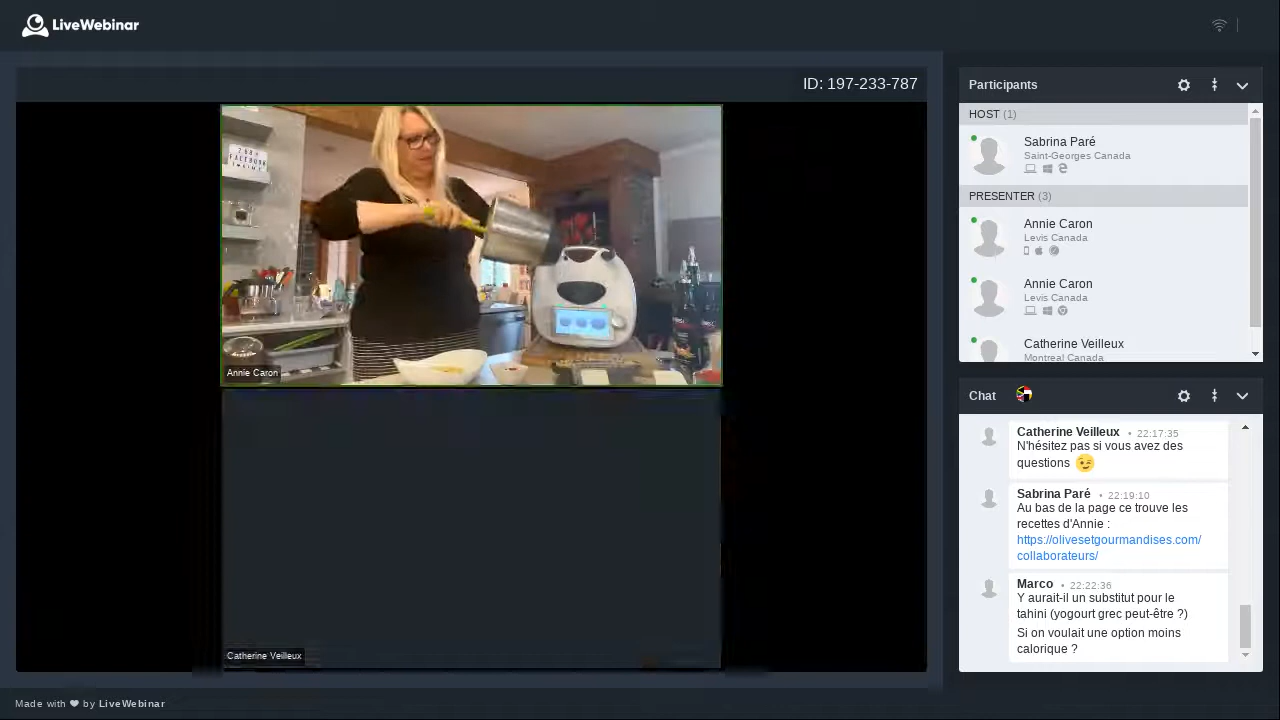 LiveWebinar
ID: 197-233-787
Annie Caron
Catherine Veilleux
Participants
HOST (1)
Sabrina Paré
Saint-Georges Canada
PRESENTER (3)
Annie Caron
Levis Canada
Annie Caron
Levis Canada
Catherine Veilleux
Montreal Canada
Chat
Catherine Veilleux • 22:17:35
N'hésitez pas si vous avez des
questions 😉
Sabrina Paré • 22:19:10
Au bas de la page ce trouve les
recettes d'Annie :
https://olivesetgourmandises.com/
collaborateurs/
Marco • 22:22:36
Y aurait-il un substitut pour le
tahini (yogourt grec peut-être ?)
Si on voulait une option moins
calorique ?
Made with ❤ by LiveWebinar